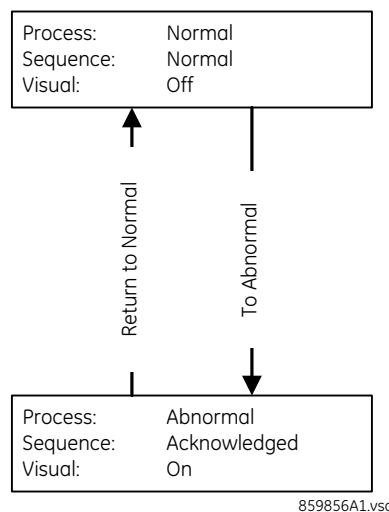 Process: Normal
Sequence: Normal
Visual: Off
Return to Normal
To Abnormal
Process: Abnormal
Sequence: Acknowledged
Visual: On
859856A1.vsd